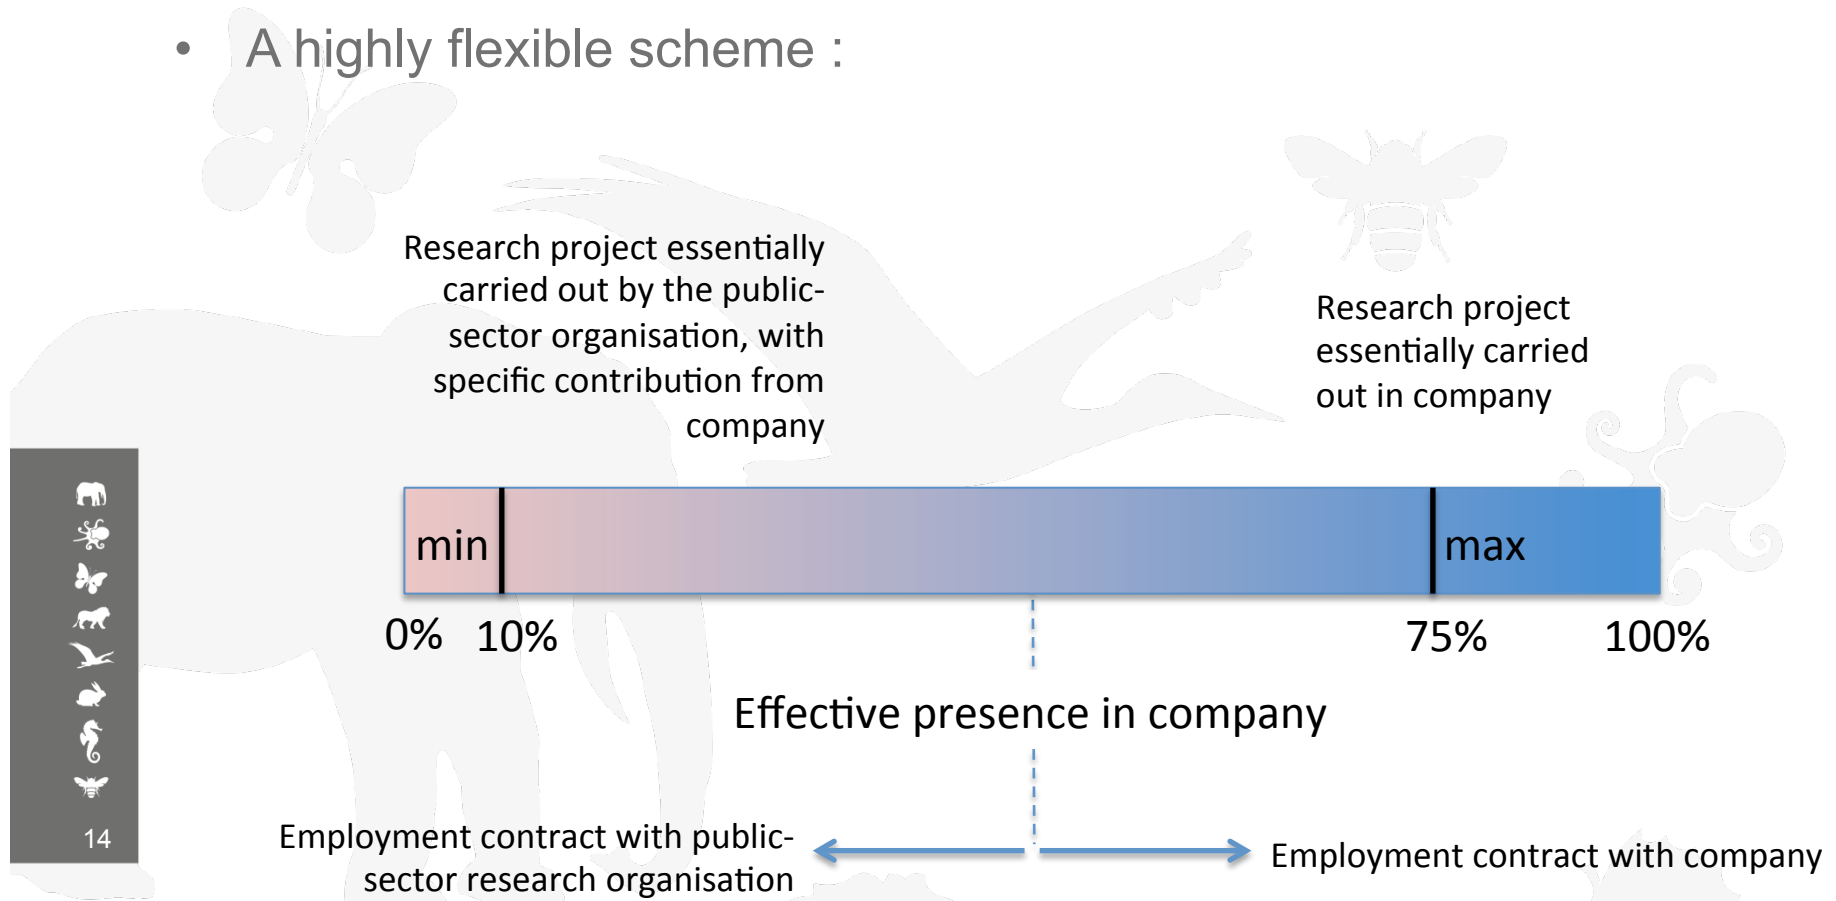 • A highly flexible scheme :
Research project essentially
carried out by the public-
sector organisation, with
specific contribution from
company
Research project
essentially carried
out in company
min
max
0%
10%
75%
100%
Effective presence in company
Employment contract with public-
sector research organisation
Employment contract with company
14